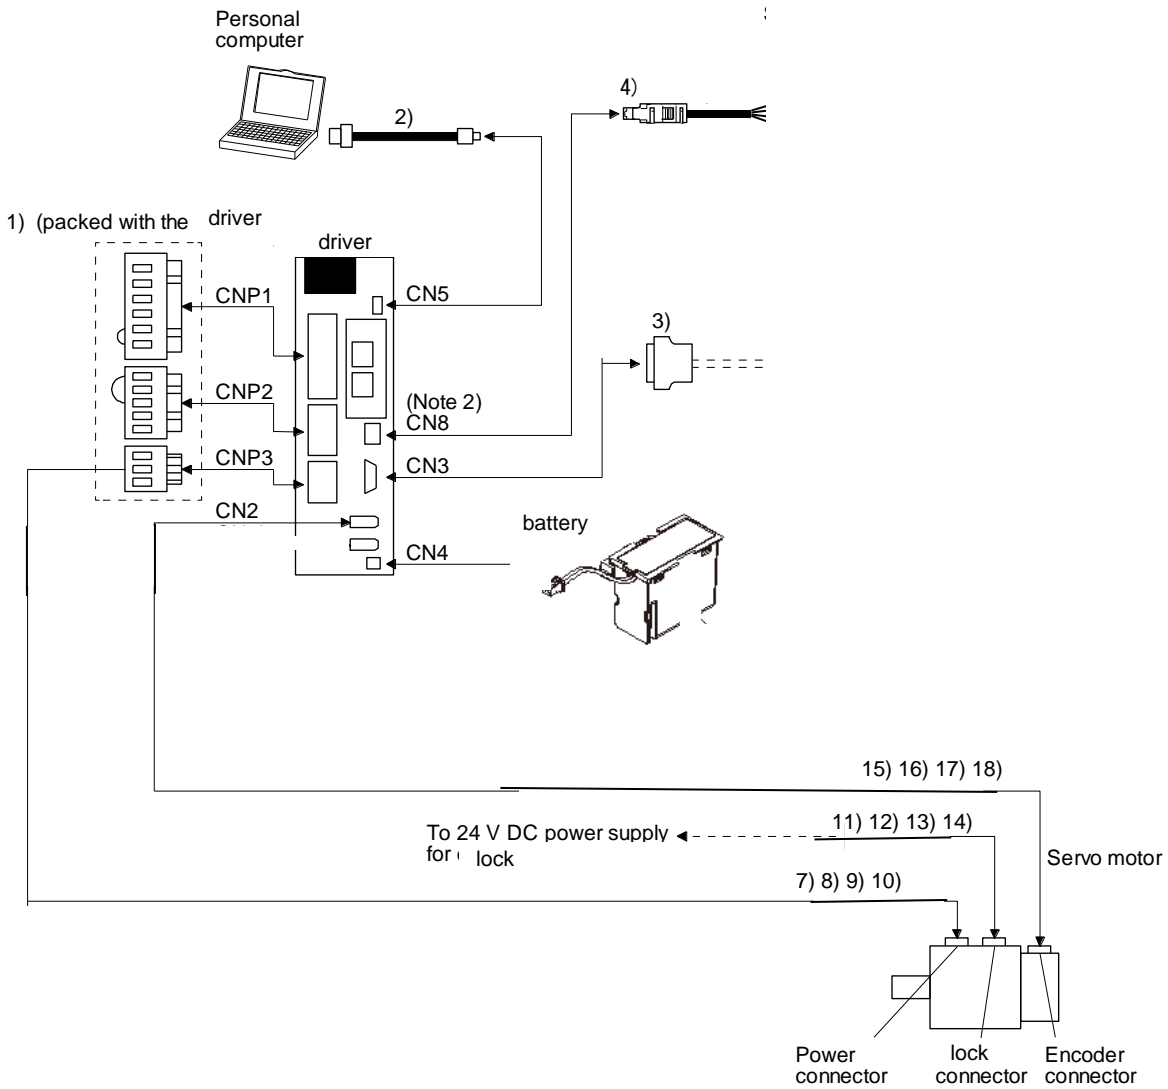 Personal
computer
2)
4)
1) (packed with the driver
driver
CNP1
CN5
3)
CNP2
(Note 2)
CN8
CNP3
CN3
CN2
battery
CN4
15) 16) 17) 18)
11) 12) 13) 14)
To 24 V DC power supply
for lock
Servo motor
7) 8) 9) 10)
Power
connector
lock
connector
Encoder
connector